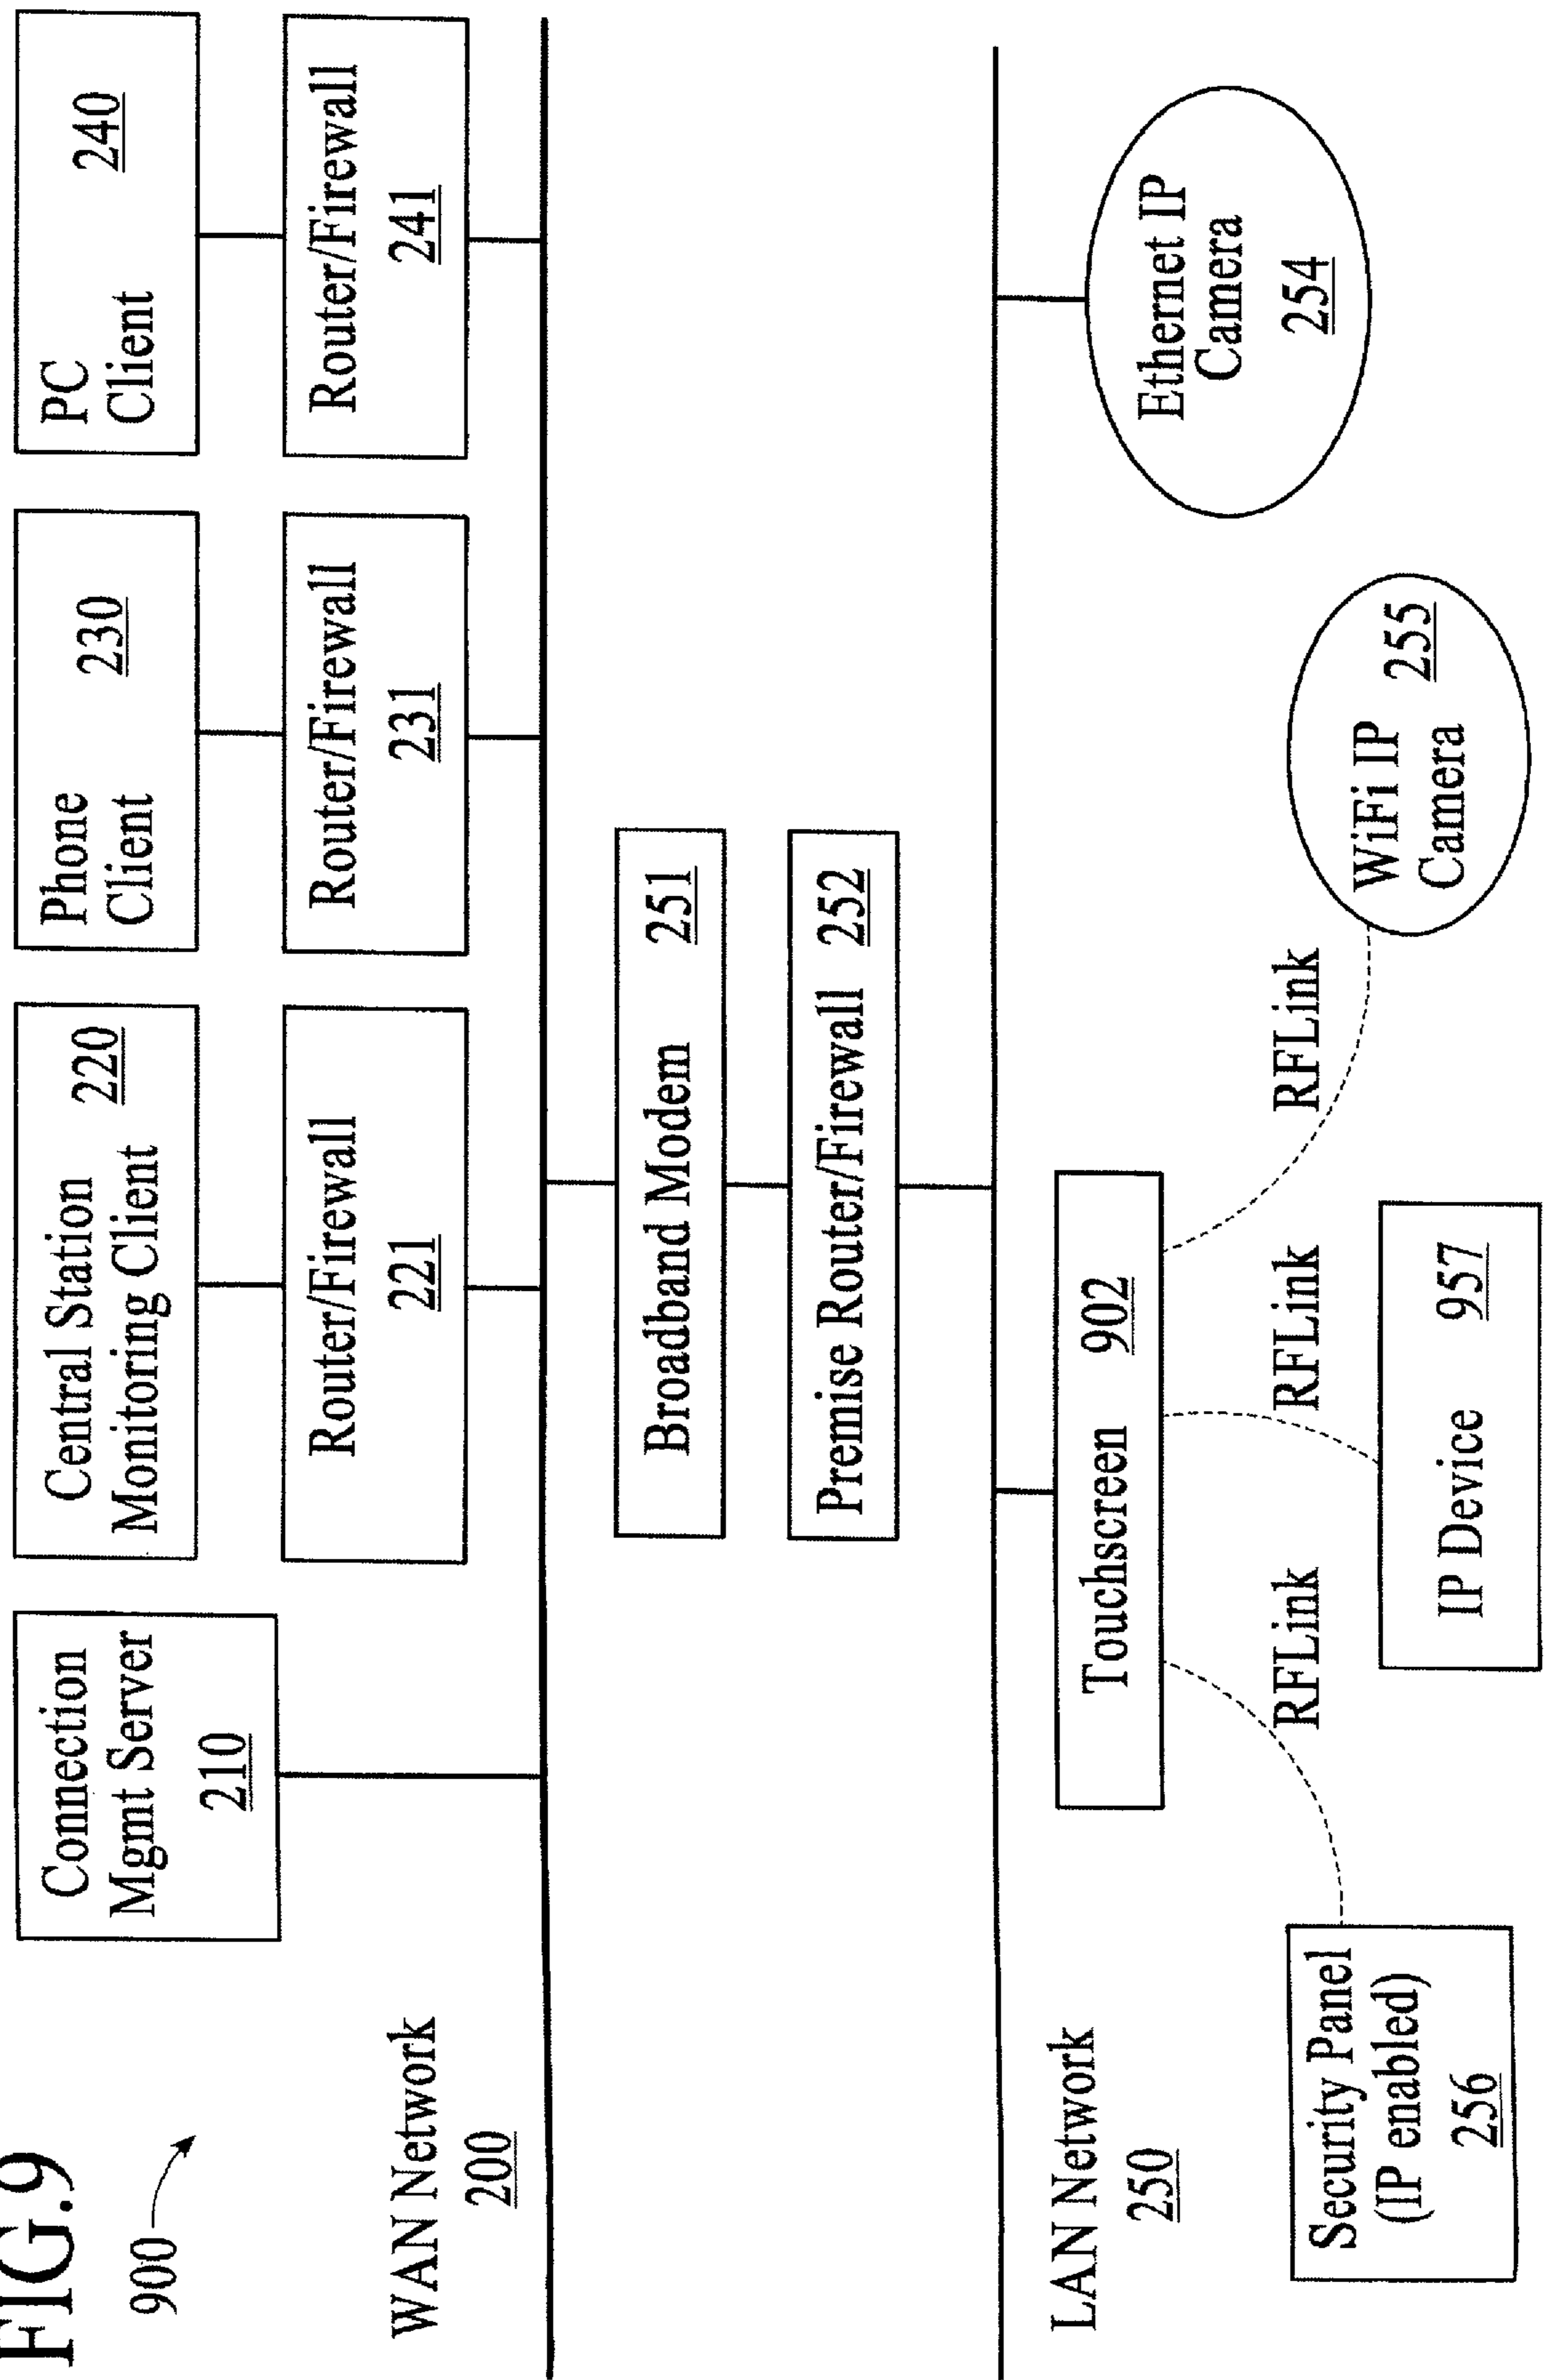 FIG.9
900
Connection
Mgmt Server
210
Central Station
Monitoring Client
220
Phone
Client
230
PC
Client
240
Router/Firewall
221
Router/Firewall
231
Router/Firewall
241
WAN Network
200
Broadband Modem 251
Premise Router/Firewall 252
LAN Network
250
Touchscreen 902
Ethernet IP
Camera
254
RFLink
RFLink
RFLink
Security Panel
(IP enabled)
256
IP Device 957
WiFi IP
Camera
255